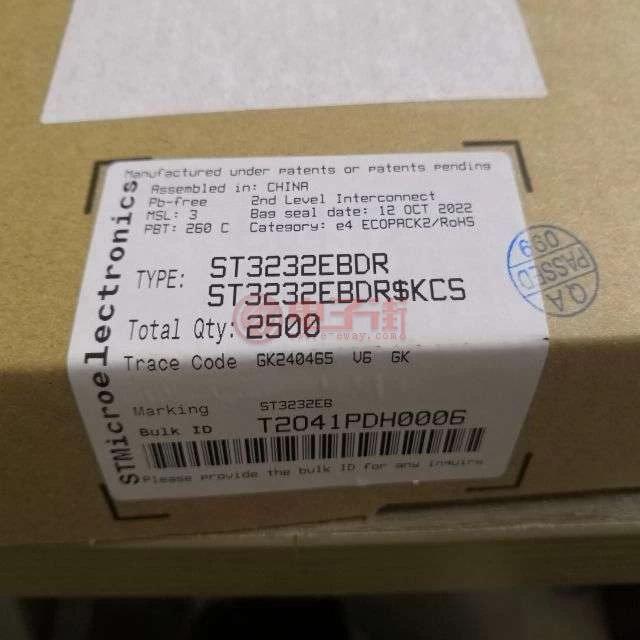 Manufactured under patents or patents pending
Assembled in: CHINA
Pb-free 2nd Level Interconnect
MSL: 3 Bag seal date: 12 OCT 2022
PBT: 260 C Category: e4 ECOPACK2/RoHS
TYPE: ST3232EBDR
ST3232EBDR$KCS
Total Qty: 2500
Trace Code GK240465 V6 GK
Marking ST3232EB
Bulk ID T2041PDH0006
Please provide the bulk ID for any inquire
STMicroelectronics
QA
PASSED
099